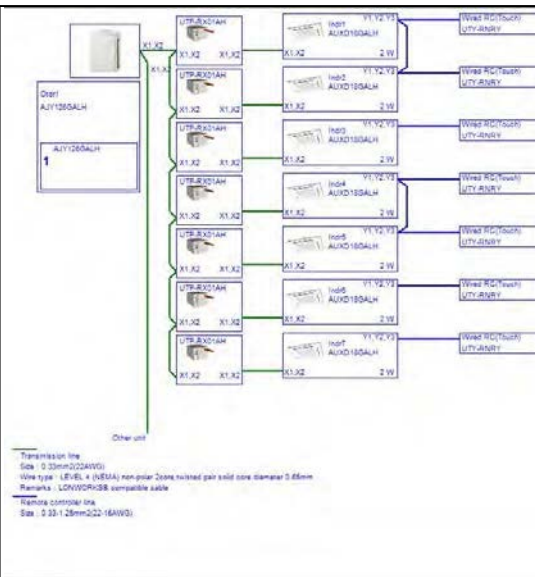 UTP-RX01AH
Indr1
AUXD18GALH
Y1,Y2,Y3
Wired RC(Touch)
UTY-RNRY
X1,X2
X1,X2
X1,X2
X1,X2
X1,X2
2 W
Otdr1
AJY126GALH
AJY126GALH
1
UTP-RX01AH
Indr2
AUXD18GALH
Y1,Y2,Y3
Wired RC(Touch)
UTY-RNRY
X1,X2
X1,X2
X1,X2
2 W
UTP-RX01AH
Indr3
AUXD18GALH
Y1,Y2,Y3
Wired RC(Touch)
UTY-RNRY
X1,X2
X1,X2
X1,X2
2 W
UTP-RX01AH
Indr4
AUXD18GALH
Y1,Y2,Y3
Wired RC(Touch)
UTY-RNRY
X1,X2
X1,X2
X1,X2
2 W
UTP-RX01AH
Indr5
AUXD18GALH
Y1,Y2,Y3
Wired RC(Touch)
UTY-RNRY
X1,X2
X1,X2
X1,X2
2 W
UTP-RX01AH
Indr6
AUXD18GALH
Y1,Y2,Y3
Wired RC(Touch)
UTY-RNRY
X1,X2
X1,X2
X1,X2
2 W
UTP-RX01AH
Indr7
AUXD18GALH
Y1,Y2,Y3
Wired RC(Touch)
UTY-RNRY
X1,X2
X1,X2
X1,X2
2 W
Other unit
Transmission line
Size : 0.33mm2(22AWG)
Wire type : LEVEL 4 (NEMA) non-polar 2core, twisted pair solid core diameter 0.65mm
Remarks : LONWORKS® compatible cable
Remote controller line
Size : 0.33-1.25mm2(22-16AWG)